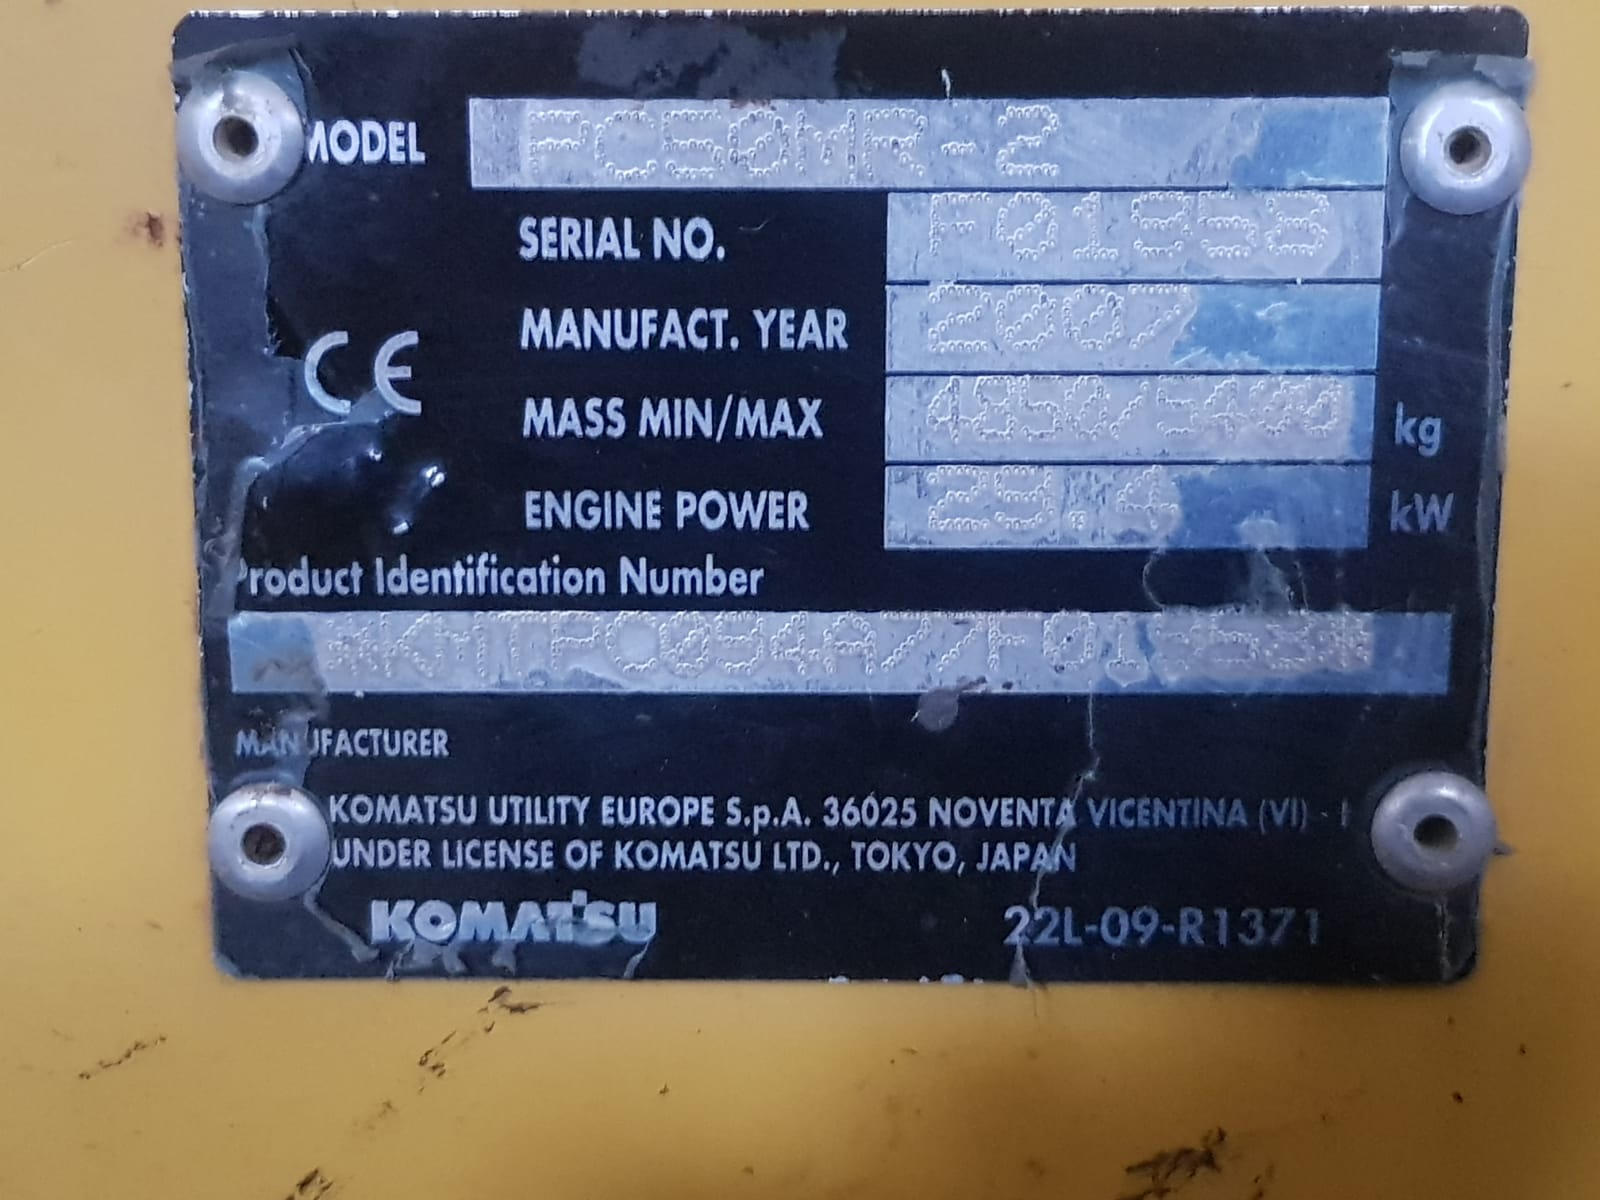 MODEL PC50MR-2
SERIAL NO.
MANUFACT. YEAR 2007
CE
MASS MIN/MAX 4850/5400 kg
ENGINE POWER 29.4 kW
Product Identification Number
MANUFACTURER
KOMATSU UTILITY EUROPE S.p.A. 36025 NOVENTA VICENTINA (VI) - I
UNDER LICENSE OF KOMATSU LTD., TOKYO, JAPAN
KOMATSU 22L-09-R1371